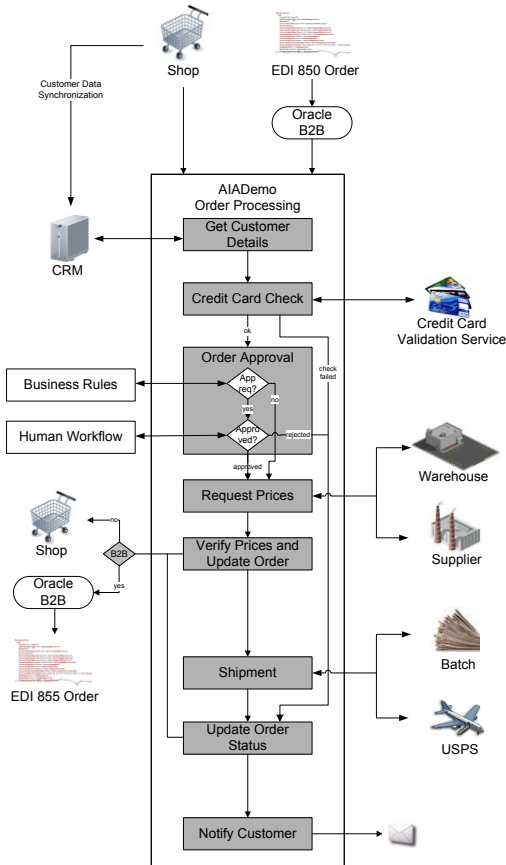 Shop
EDI 850 Order
Customer Data
Synchronization
Oracle
B2B
AIADemo
Order Processing
Get Customer
Details
CRM
Credit Card Check
Credit Card
Validation Service
ok
check
failed
Order Approval
Business Rules
App
req?
no
yes
Human Workflow
Appro
ved?
rejected
approved
Warehouse
Request Prices
Shop
no
B2B
Verify Prices and
Update Order
Supplier
yes
Oracle
B2B
EDI 855 Order
Shipment
Batch
Update Order
Status
USPS
Notify Customer